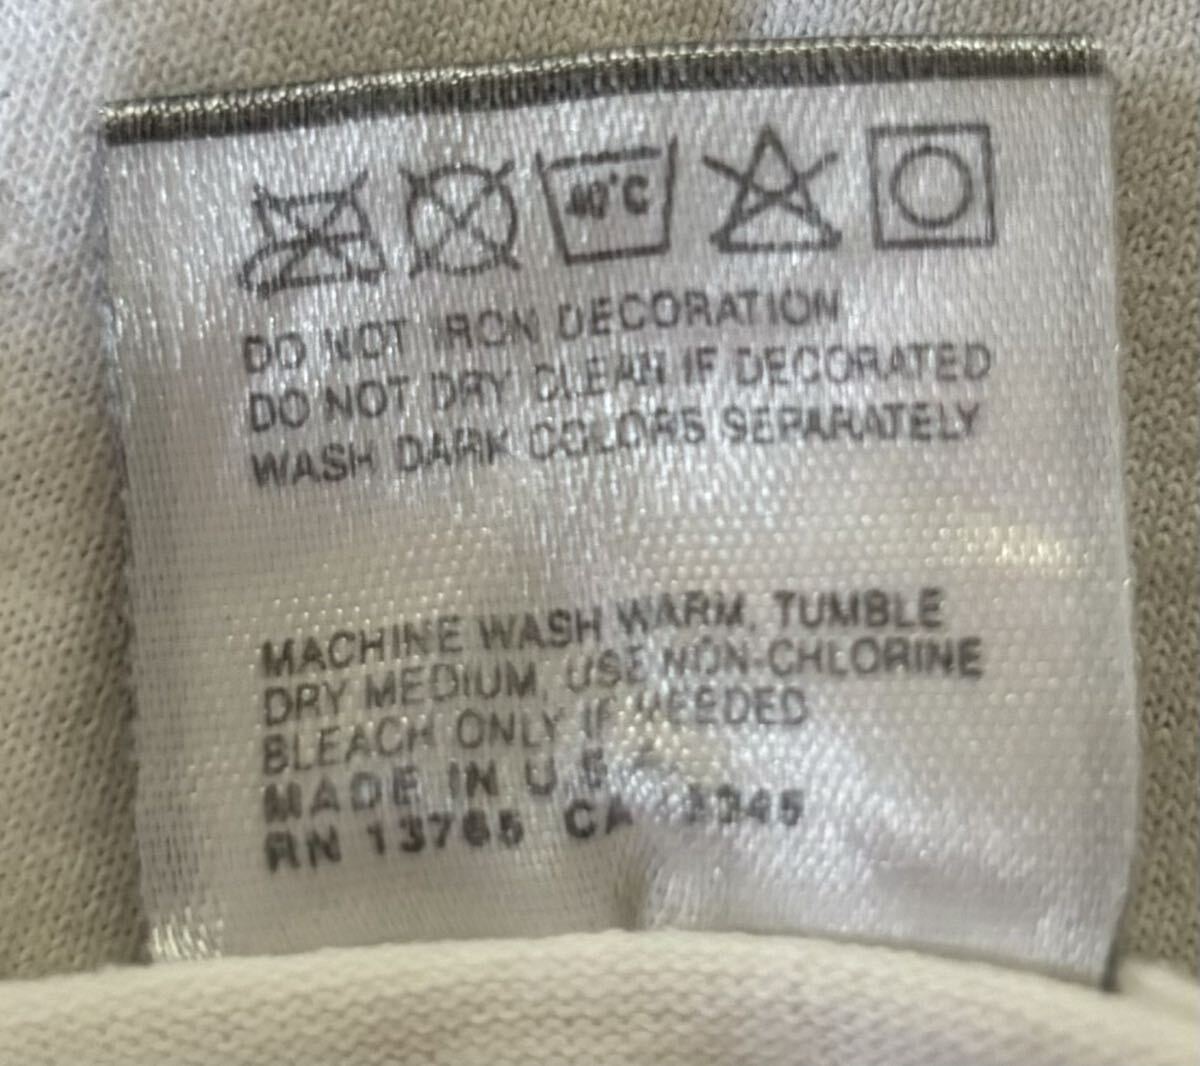 40°C
DO NOT IRON DECORATION
DO NOT DRY CLEAN IF DECORATED
WASH DARK COLORS SEPARATELY
MACHINE WASH WARM, TUMBLE
DRY MEDIUM, USE NON-CHLORINE
BLEACH ONLY IF NEEDED
MADE IN
RN 13765 CA